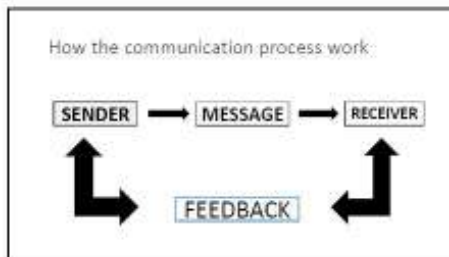 How the communication process work
SENDER MESSAGE RECEIVER
FEEDBACK